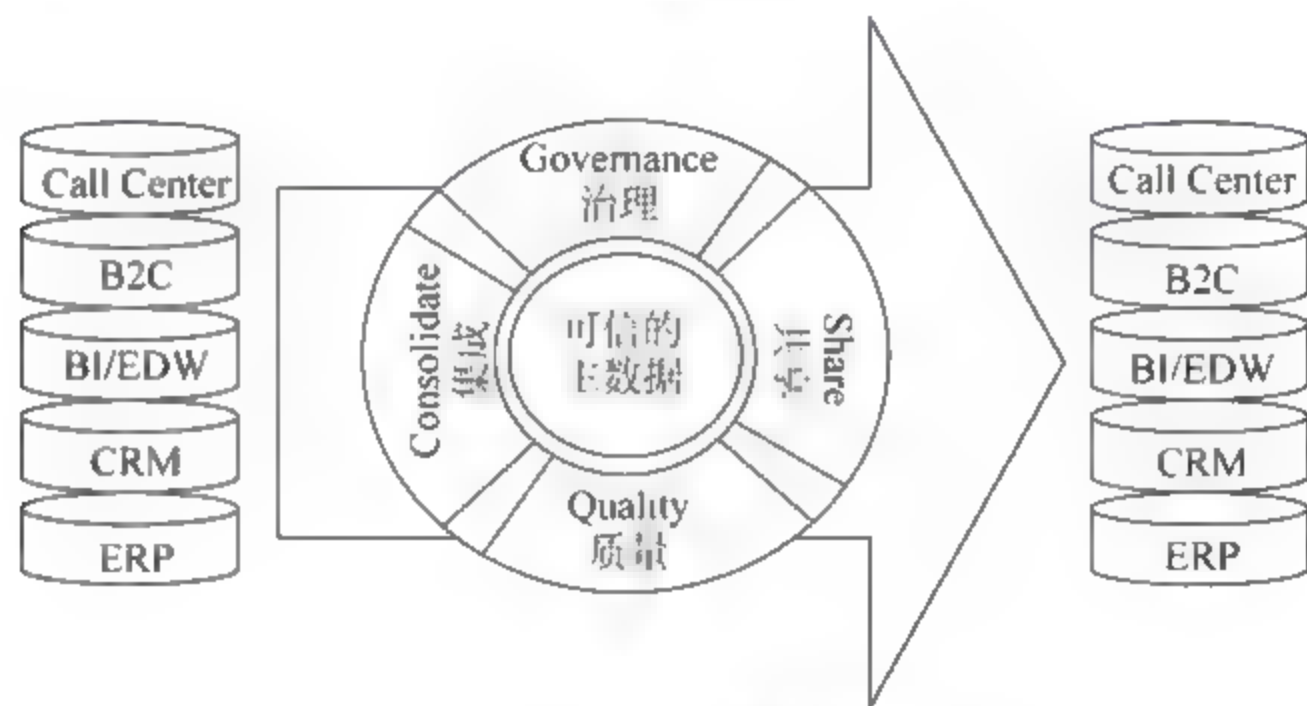 Call Center
B2C
BI/EDW
CRM
ERP
Governance
治理
Consolidate
集成
可信的
主数据
Share
共享
Quality
质量
Call Center
B2C
BI/EDW
CRM
ERP